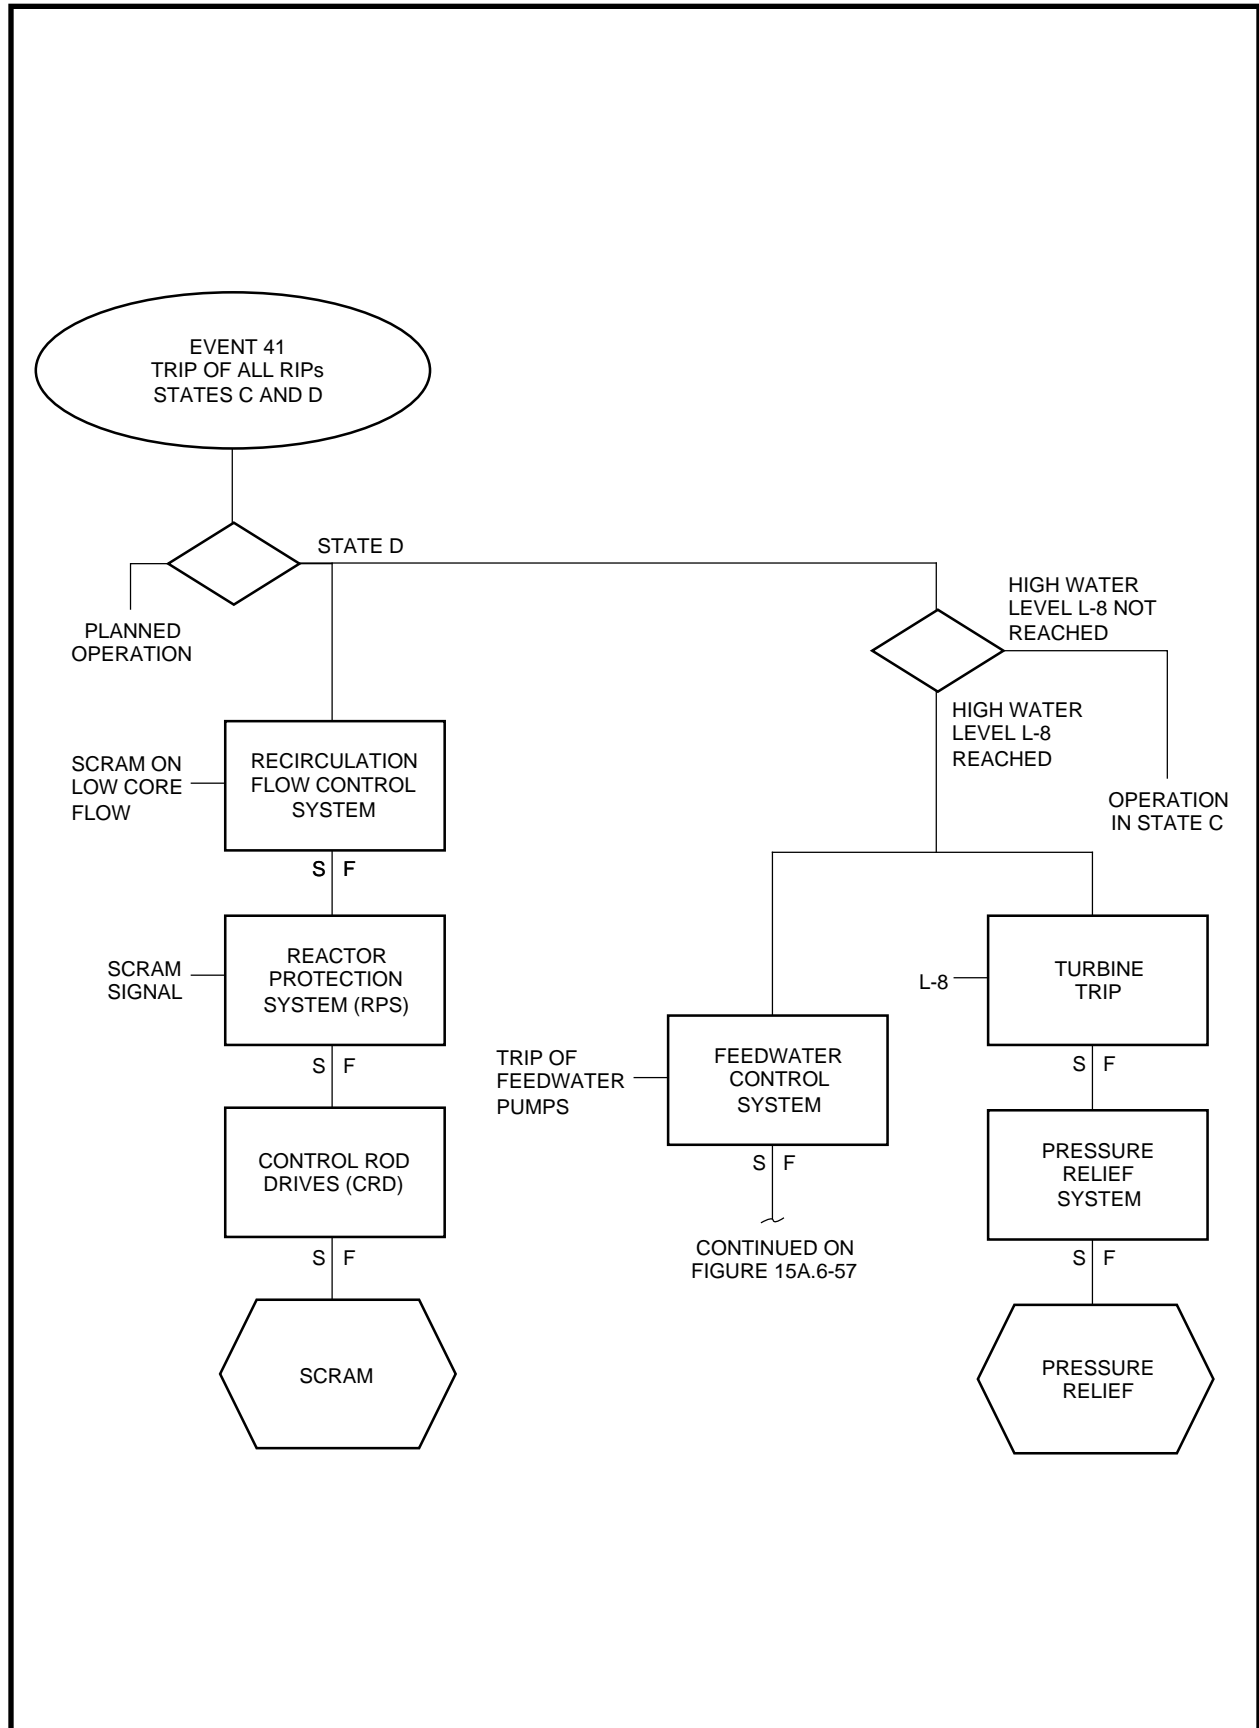 EVENT 41
TRIP OF ALL RIPs
STATES C AND D
STATE D
PLANNED
OPERATION
HIGH WATER
LEVEL L-8 NOT
REACHED
HIGH WATER
LEVEL L-8
REACHED
OPERATION
IN STATE C
SCRAM ON
LOW CORE
FLOW
RECIRCULATION
FLOW CONTROL
SYSTEM
S F
SCRAM
SIGNAL
REACTOR
PROTECTION
SYSTEM (RPS)
S F
CONTROL ROD
DRIVES (CRD)
S F
SCRAM
TRIP OF
FEEDWATER
PUMPS
FEEDWATER
CONTROL
SYSTEM
S F
CONTINUED ON
FIGURE 15A.6-57
L-8
TURBINE
TRIP
S F
PRESSURE
RELIEF
SYSTEM
S F
PRESSURE
RELIEF